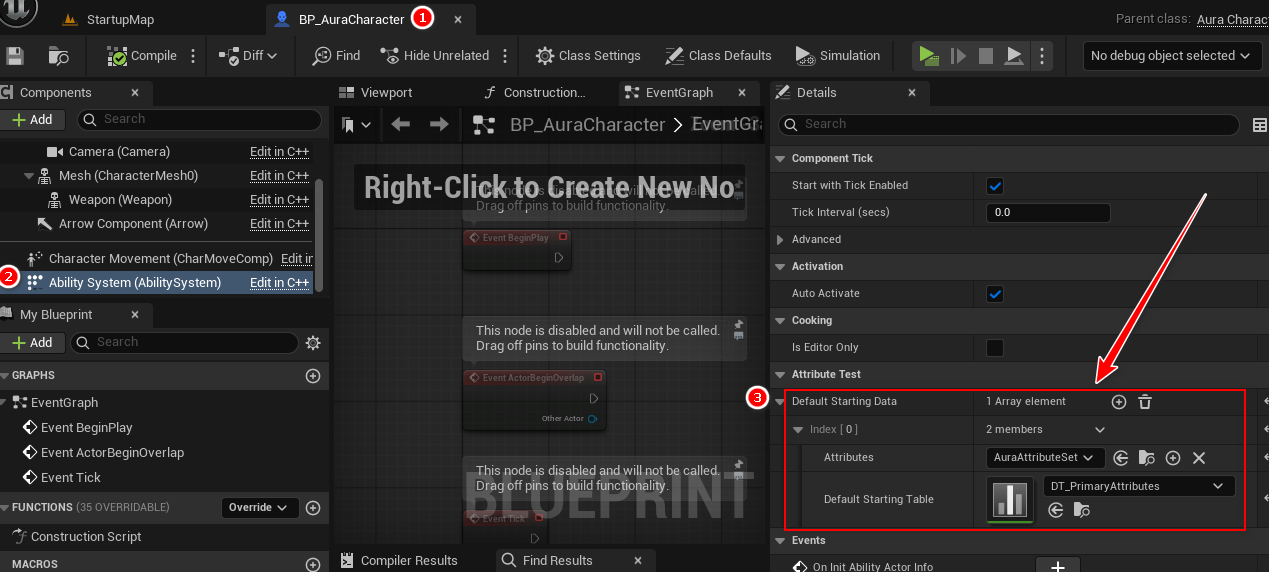 StartupMap
BP_AuraCharacter
1
Parent class: Aura Charac
Compile
Diff
Find
Hide Unrelated
Class Settings
Class Defaults
Simulation
No debug object selected
Components
Add
Search
Camera (Camera)
Edit in C++
Mesh (CharacterMesh0)
Edit in C++
Weapon (Weapon)
Edit in C++
Arrow Component (Arrow)
Edit in C++
Character Movement (CharMoveComp)
Edit in
2
Ability System (AbilitySystem)
Edit in C++
My Blueprint
Add
Search
GRAPHS
EventGraph
Event BeginPlay
Event ActorBeginOverlap
Event Tick
FUNCTIONS (35 OVERRIDABLE)
Override
Construction Script
MACROS
Viewport
Construction...
EventGraph
BP_AuraCharacter > EventGra
Right-Click to Create New No
Drag off pins to build functionality.
Event BeginPlay
This node is disabled and will not be called.
Drag off pins to build functionality.
Event ActorBeginOverlap
Other Actor
This node is disabled and will not be called.
Drag off pins to build functionality.
BLUEPRINT
Event Tick
Compiler Results
Find Results
Details
Search
Component Tick
Start with Tick Enabled
Tick Interval (secs)
0.0
Advanced
Activation
Auto Activate
Cooking
Is Editor Only
Attribute Test
3
Default Starting Data
1 Array element
Index [ 0 ]
2 members
Attributes
AuraAttributeSet
Default Starting Table
DT_PrimaryAttributes
Events
On Init Ability Actor Info